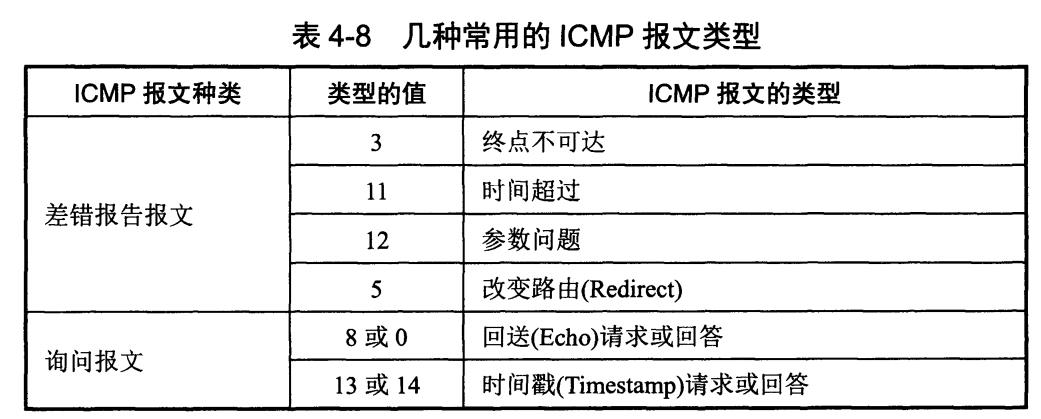 表 4-8 几种常用的 ICMP 报文类型
ICMP 报文种类 类型的值 ICMP 报文的类型
差错报告报文
3 终点不可达
11 时间超过
12 参数问题
5 改变路由(Redirect)
询问报文
8 或 0 回送(Echo)请求或回答
13 或 14 时间戳(Timestamp)请求或回答